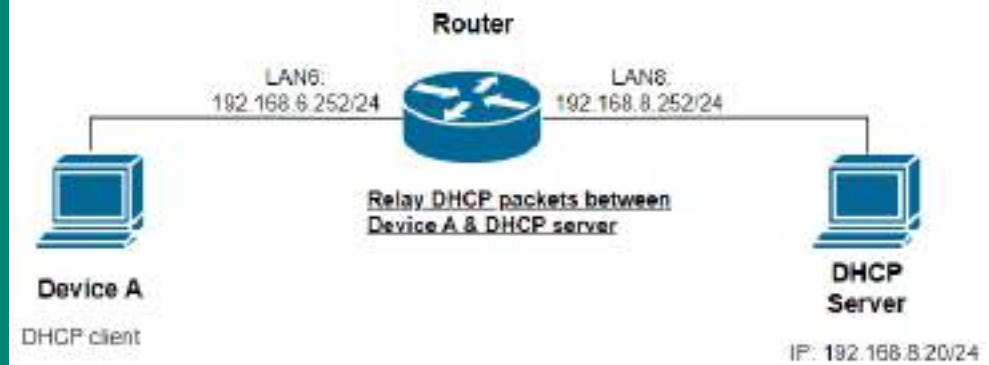 Router
LAN6:
192.168.6.252/24
LAN8:
192.168.8.252/24
Relay DHCP packets between
Device A & DHCP server
Device A
DHCP client
DHCP
Server
IP: 192.168.8.20/24